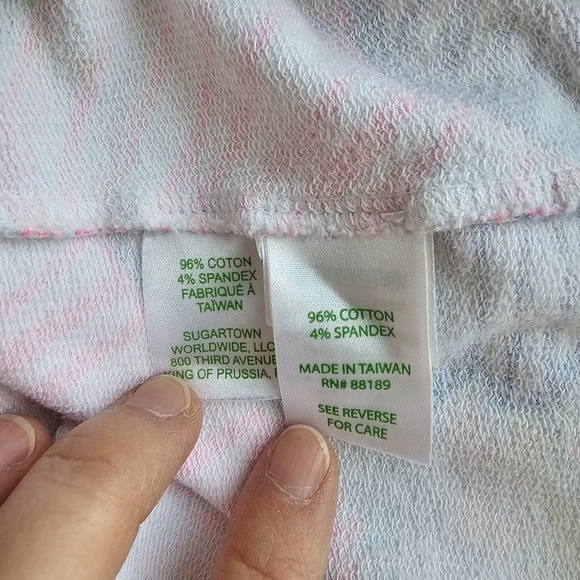 96% COTON
4% SPANDEX
FABRIQUÉ À
TAÏWAN
SUGARTOWN
WORLDWIDE, LLC
800 THIRD AVENUE
KING OF PRUSSIA,
96% COTTON
4% SPANDEX
MADE IN TAIWAN
RN# 88189
SEE REVERSE
FOR CARE